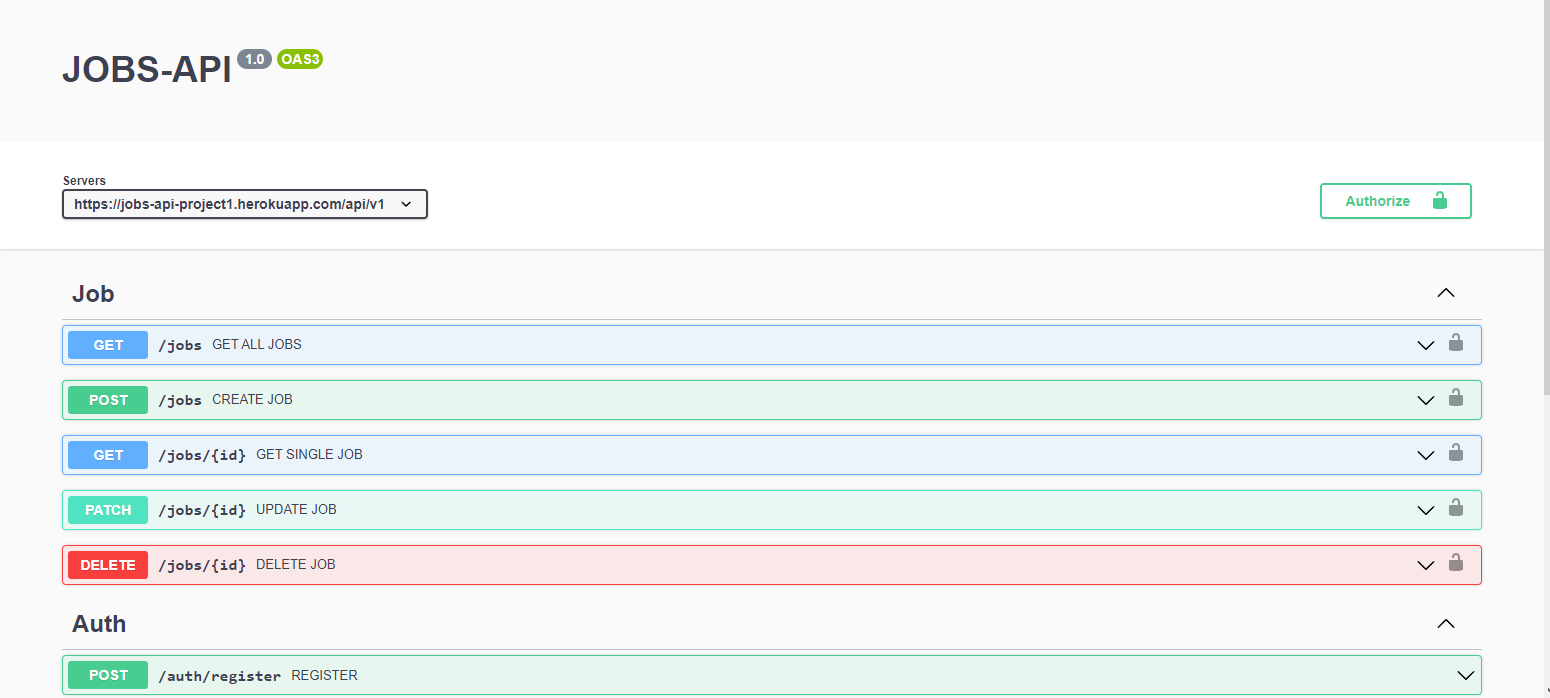 JOBS-API 1.0 OAS3
Servers
https://jobs-api-project1.herokuapp.com/api/v1
Authorize
Job
GET /jobs GET ALL JOBS
POST /jobs CREATE JOB
GET /jobs/{id} GET SINGLE JOB
PATCH /jobs/{id} UPDATE JOB
DELETE /jobs/{id} DELETE JOB
Auth
POST /auth/register REGISTER